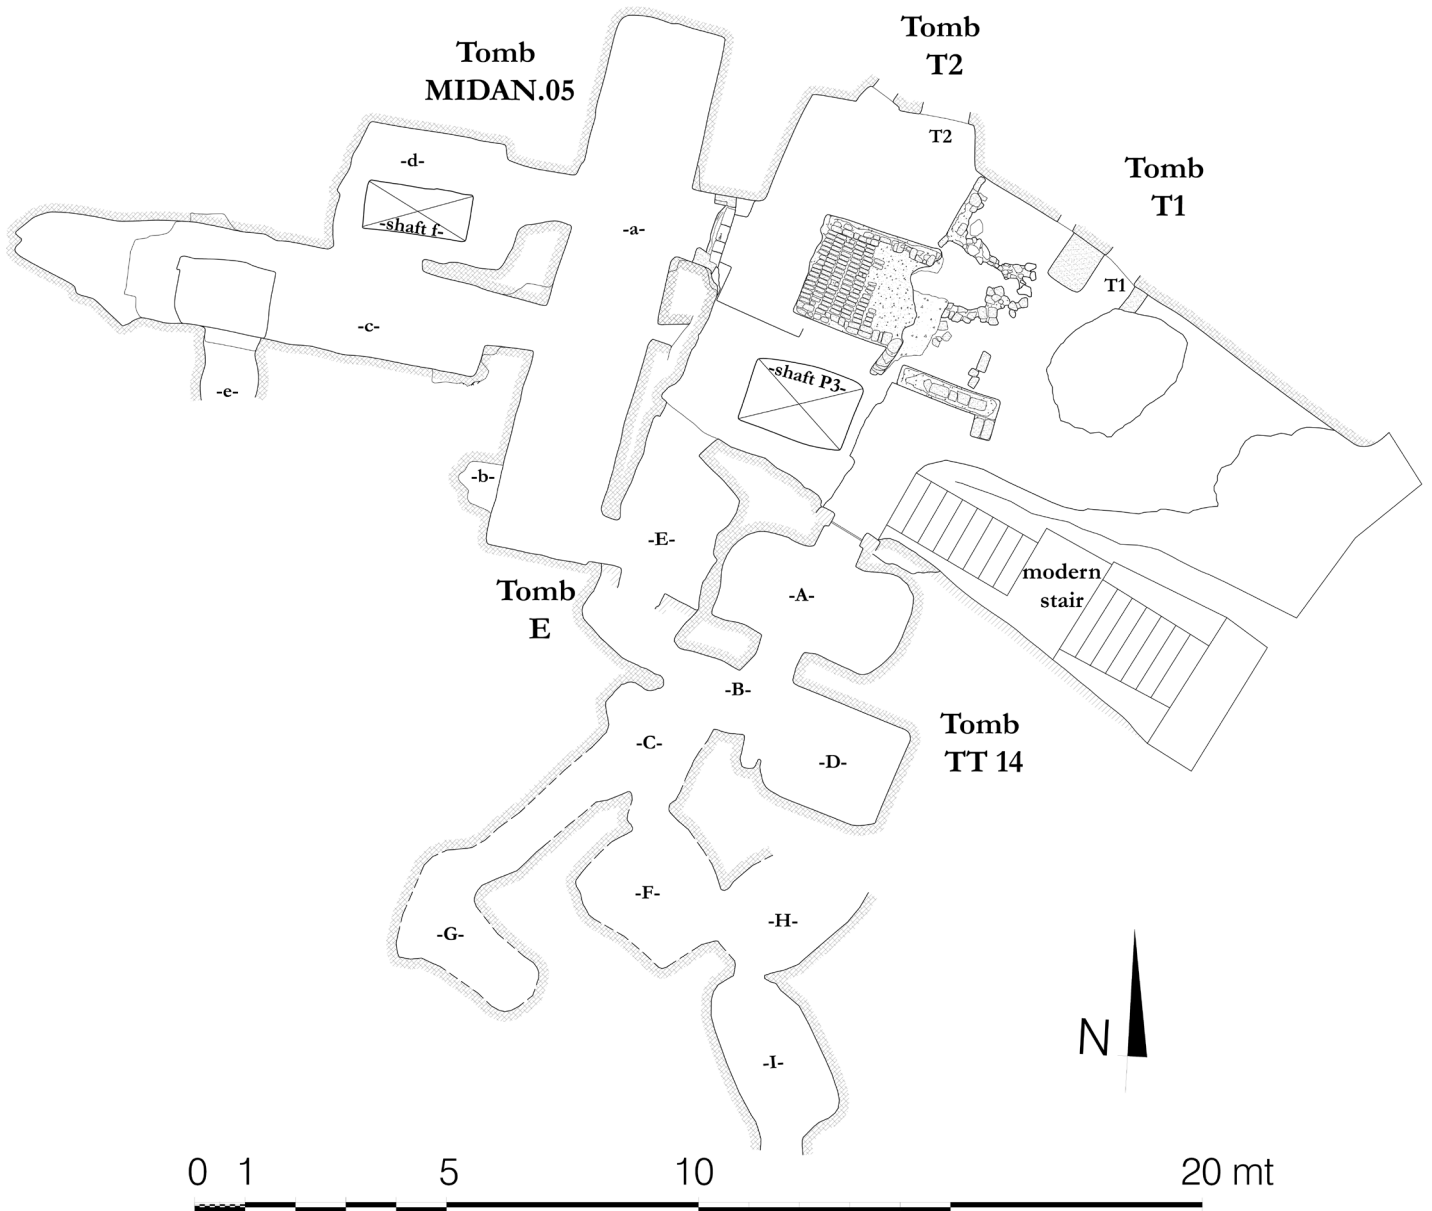 Tomb
T2
Tomb
MIDAN.05
T2
-d-
Tomb
T1
-shaft f-
-a-
T1
-c-
-shaft P3-
-e-
-b-
-E-
modern
stair
Tomb
E
-A-
-B-
-C-
Tomb
TT 14
-D-
-F-
-H-
-G-
N
-I-
0 1 5 10 20 mt